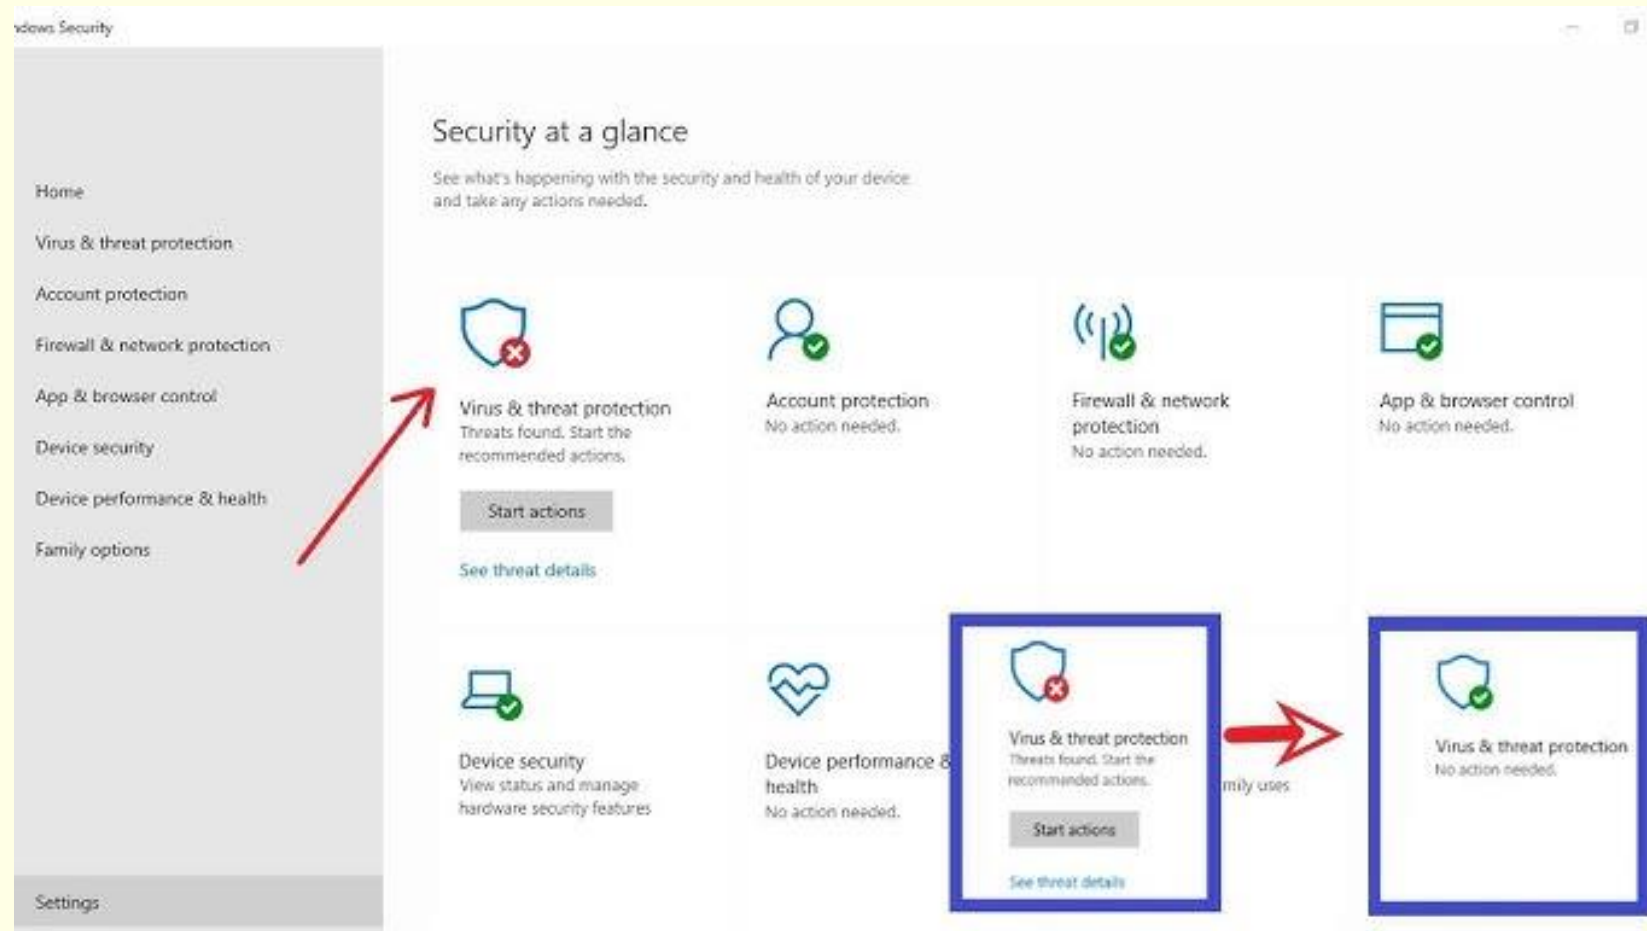 ndows Security
Home
Virus & threat protection
Account protection
Firewall & network protection
App & browser control
Device security
Device performance & health
Family options
Settings
Security at a glance
See what's happening with the security and health of your device
and take any actions needed.
Virus & threat protection
Threats found. Start the
recommended actions.
Start actions
See threat details
Account protection
No action needed.
Firewall & network
protection
No action needed.
App & browser control
No action needed.
Device security
View status and manage
hardware security features
Device performance &
health
No action needed.
Virus & threat protection
Threats found. Start the
recommended actions.
Start actions
See threat details
mily uses
Virus & threat protection
No action needed.